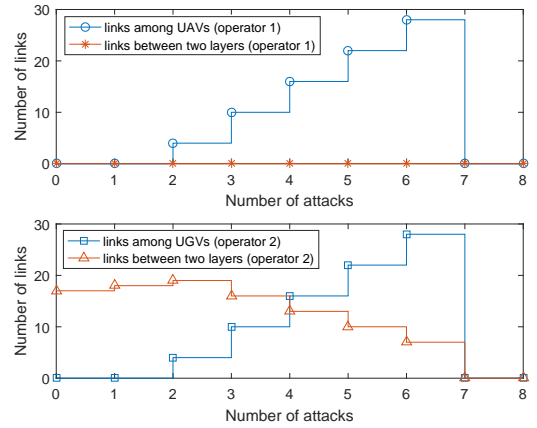 30
20
10
0
Number of links
links among UAVs (operator 1)
links between two layers (operator 1)
0 1 2 3 4 5 6 7 8
Number of attacks
30
20
10
0
Number of links
links among UGVs (operator 2)
links between two layers (operator 2)
0 1 2 3 4 5 6 7 8
Number of attacks